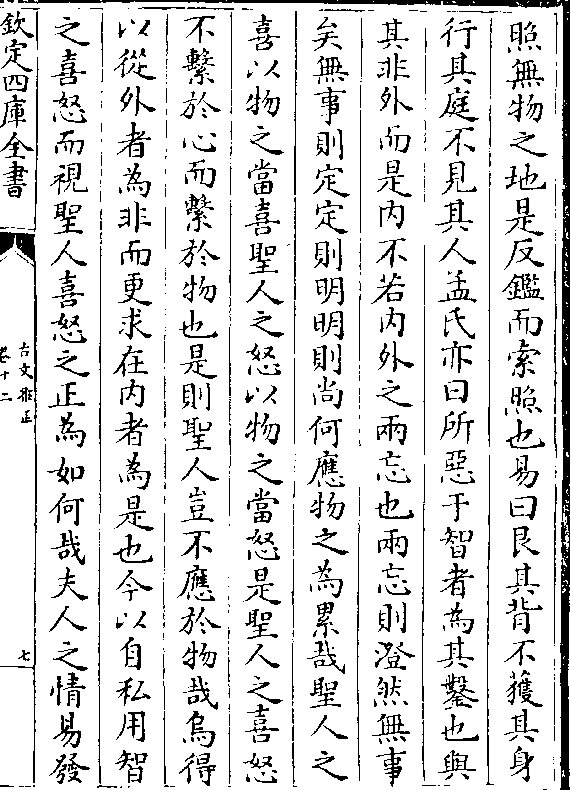 照無物之地是反鑑而索照也易曰艮其背不獲其身
行其庭不見其人孟氏亦曰所惡于智者為其鑿也與
其非外而是内不若内外之兩忘也兩忘則澄然無事
矣無事則定定則明明則尚何應物之為累哉聖人之
喜以物之當喜聖人之怒以物之當怒是聖人之喜怒
不繫於心而繫於物也是則聖人豈不應於物哉烏得
以從外者為非而更求在内者為是也今以自私用智
之喜怒而視聖人喜怒之正為如何哉夫人之情易發
欽定四庫全書
古文雅正
卷十二
七